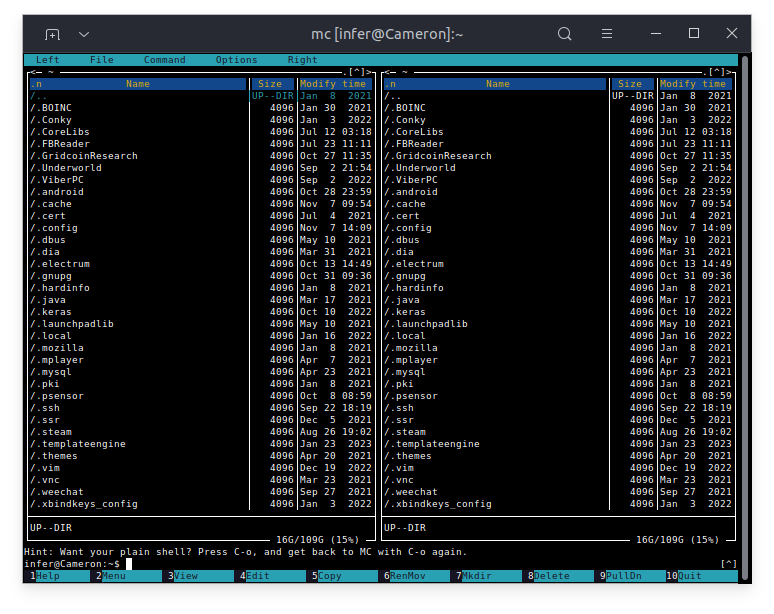 mc [infer@Cameron]:~
Left File Command Options Right
<─ ~ ─.[^]> <─ ~ ─.[^]>
.n Name Size Modify time .n Name Size Modify time
/.. UP--DIR Jan 8 2021 /.. UP--DIR Jan 8 2021
/.BOINC 4096 Jan 30 2021 /.BOINC 4096 Jan 30 2021
/.Conky 4096 Jan 3 2022 /.Conky 4096 Jan 3 2022
/.CoreLibs 4096 Jul 12 03:18 /.CoreLibs 4096 Jul 12 03:18
/.FBReader 4096 Jul 23 11:11 /.FBReader 4096 Jul 23 11:11
/.GridcoinResearch 4096 Oct 27 11:35 /.GridcoinResearch 4096 Oct 27 11:35
/.Underworld 4096 Sep 2 21:54 /.Underworld 4096 Sep 2 21:54
/.ViberPC 4096 Sep 2 2022 /.ViberPC 4096 Sep 2 2022
/.android 4096 Oct 28 23:59 /.android 4096 Oct 28 23:59
/.cache 4096 Nov 7 09:54 /.cache 4096 Nov 7 09:54
/.cert 4096 Jul 4 2021 /.cert 4096 Jul 4 2021
/.config 4096 Nov 7 14:09 /.config 4096 Nov 7 14:09
/.dbus 4096 May 10 2021 /.dbus 4096 May 10 2021
/.dia 4096 Mar 31 2021 /.dia 4096 Mar 31 2021
/.electrum 4096 Oct 13 14:49 /.electrum 4096 Oct 13 14:49
/.gnupg 4096 Oct 31 09:36 /.gnupg 4096 Oct 31 09:36
/.hardinfo 4096 Jan 8 2021 /.hardinfo 4096 Jan 8 2021
/.java 4096 Mar 17 2021 /.java 4096 Mar 17 2021
/.keras 4096 Oct 10 2022 /.keras 4096 Oct 10 2022
/.launchpadlib 4096 May 10 2021 /.launchpadlib 4096 May 10 2021
/.local 4096 Jan 16 2022 /.local 4096 Jan 16 2022
/.mozilla 4096 Jan 8 2021 /.mozilla 4096 Jan 8 2021
/.mplayer 4096 Apr 7 2021 /.mplayer 4096 Apr 7 2021
/.mysql 4096 Apr 23 2021 /.mysql 4096 Apr 23 2021
/.pki 4096 Jan 8 2021 /.pki 4096 Jan 8 2021
/.psensor 4096 Oct 8 08:59 /.psensor 4096 Oct 8 08:59
/.ssh 4096 Sep 22 18:19 /.ssh 4096 Sep 22 18:19
/.ssr 4096 Dec 5 2021 /.ssr 4096 Dec 5 2021
/.steam 4096 Aug 26 19:02 /.steam 4096 Aug 26 19:02
/.templateengine 4096 Jan 23 2023 /.templateengine 4096 Jan 23 2023
/.themes 4096 Apr 20 2021 /.themes 4096 Apr 20 2021
/.vim 4096 Dec 19 2022 /.vim 4096 Dec 19 2022
/.vnc 4096 Mar 23 2021 /.vnc 4096 Mar 23 2021
/.weechat 4096 Sep 27 2021 /.weechat 4096 Sep 27 2021
/.xbindkeys_config 4096 Jan 3 2022 /.xbindkeys_config 4096 Jan 3 2022
UP--DIR UP--DIR
16G/109G (15%) 16G/109G (15%)
Hint: Want your plain shell? Press C-o, and get back to MC with C-o again.
infer@Cameron:~$ [^]
1Help 2Menu 3View 4Edit 5Copy 6RenMov 7Mkdir 8Delete 9PullDn 10Quit